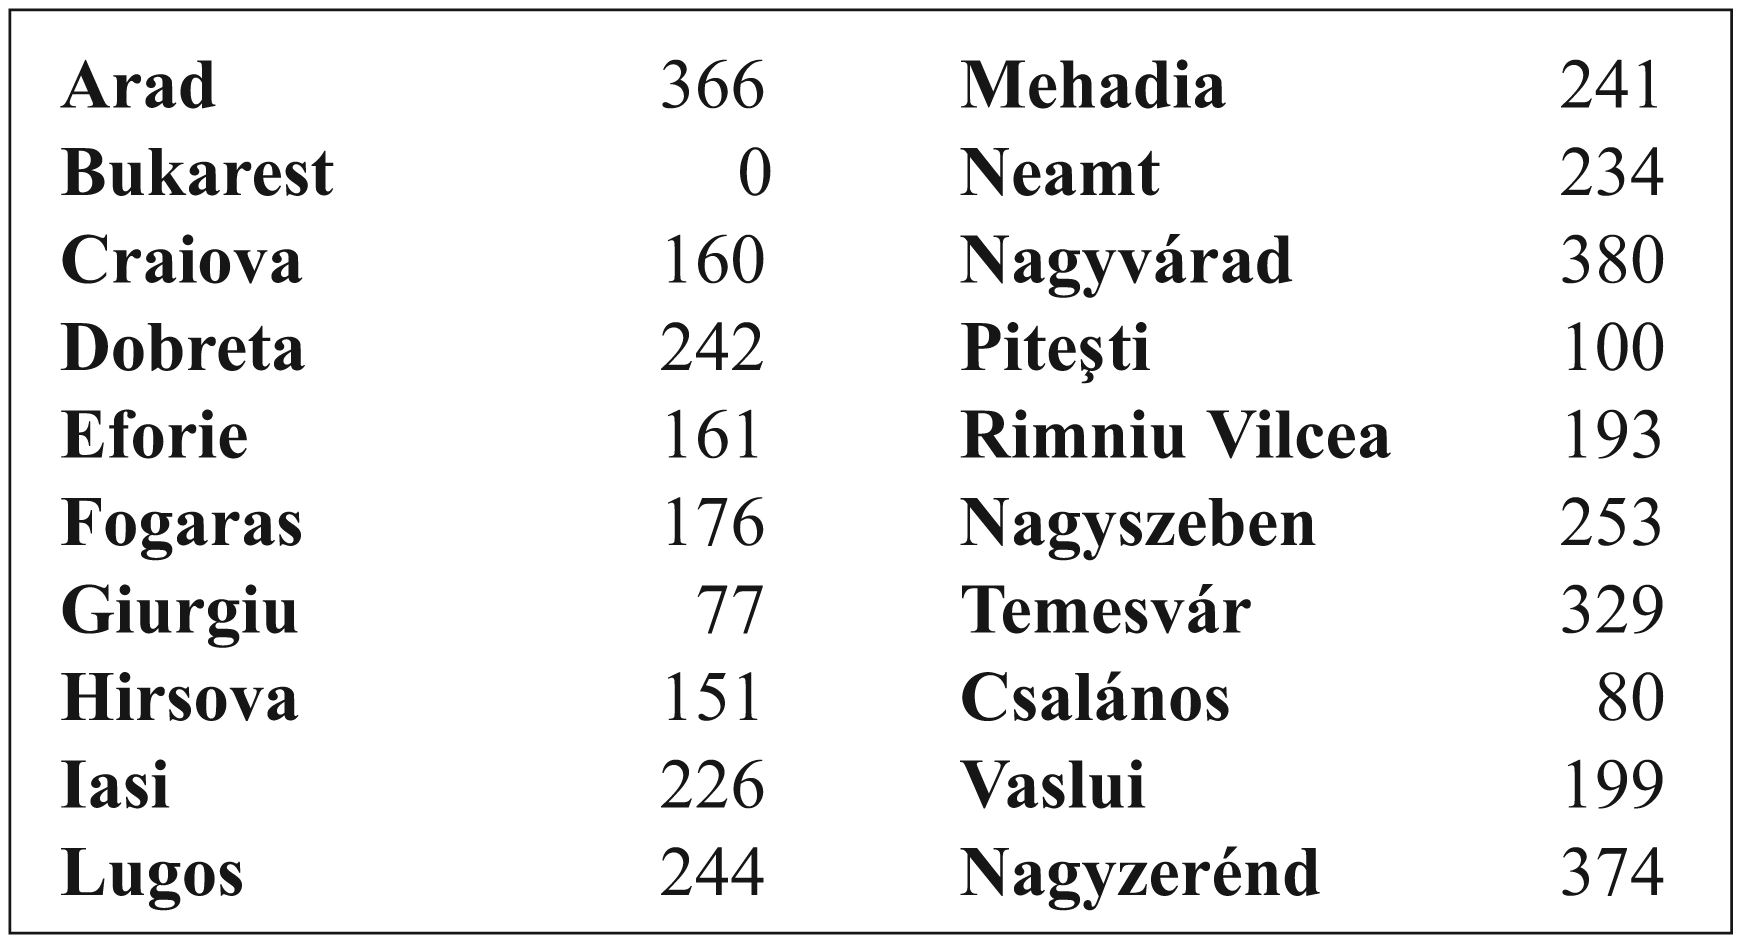 Arad 366 Mehadia 241
Bukarest 0 Neamt 234
Craiova 160 Nagyvárad 380
Dobreta 242 Piteşti 100
Eforie 161 Rimniu Vilcea 193
Fogaras 176 Nagyszeben 253
Giurgiu 77 Temesvár 329
Hirsova 151 Csalános 80
Iasi 226 Vaslui 199
Lugos 244 Nagyzerénd 374